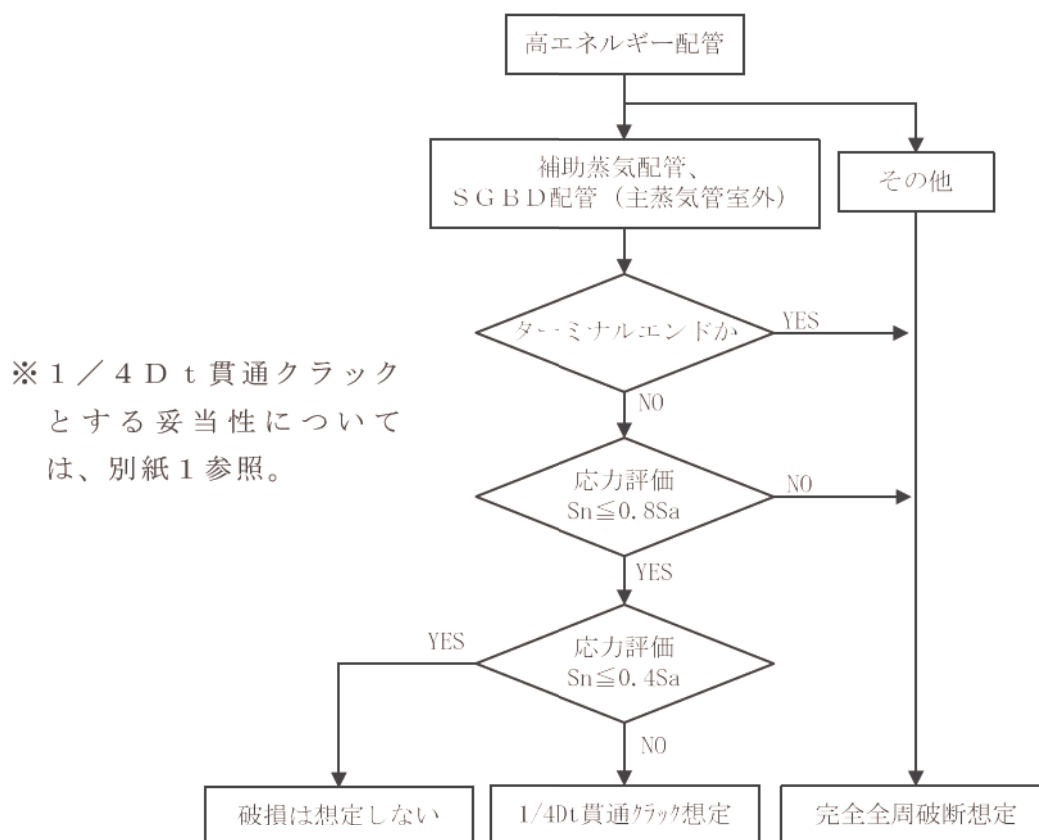 高エネルギー配管
補助蒸気配管、
SGBD配管（主蒸気管室外）
その他
ターミナルエンドか
YES
NO
※１／４Ｄｔ貫通クラック
とする妥当性について
は、別紙１参照。
応力評価
Sn≦0.8Sa
NO
YES
応力評価
Sn≦0.4Sa
YES
NO
破損は想定しない
1/4Dt貫通ｸﾗｯｸ想定
完全全周破断想定